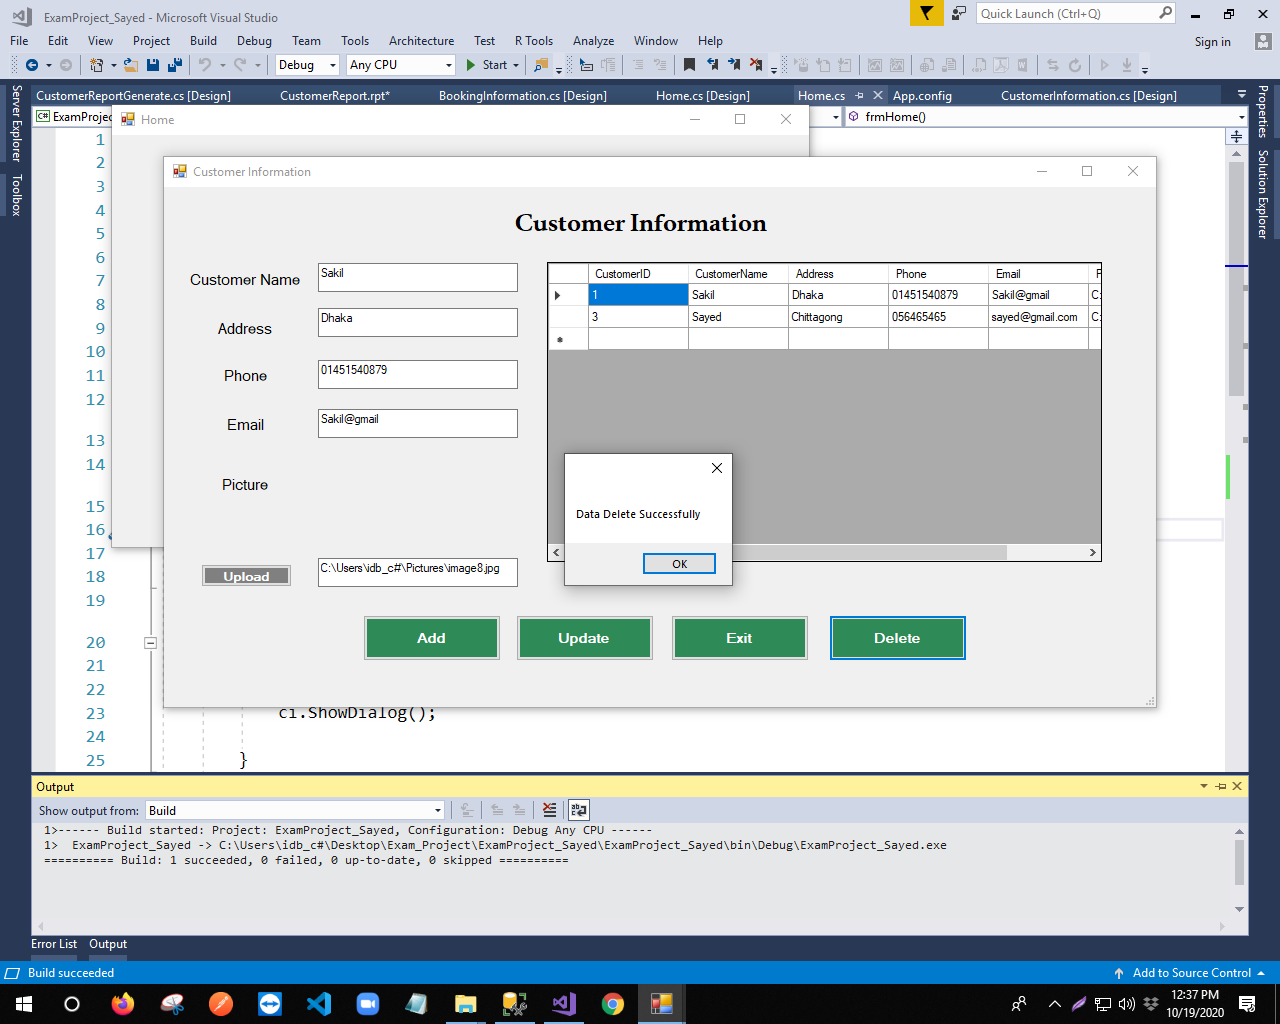 ExamProject_Sayed - Microsoft Visual Studio
Quick Launch (Ctrl+Q)
File Edit View Project Build Debug Team Tools Architecture Test R Tools Analyze Window Help
Sign in
Debug Any CPU Start
CustomerReportGenerate.cs [Design] CustomerReport.rpt* BookingInformation.cs [Design] Home.cs [Design] Home.cs App.config CustomerInformation.cs [Design]
Server Explorer
Toolbox
Properties
Solution Explorer
C# ExamProjec
Home
frmHome()
1
2
3
4
5
6
7
8
9
10
11
12
13
14
15
16
17
18
19
20
21
22
23
24
25
Customer Information
Customer Information
Customer Name Sakil
Address Dhaka
Phone 01451540879
Email Sakil@gmail
Picture
Upload C:\Users\idb_c#\Pictures\image8.jpg
CustomerID CustomerName Address Phone Email P
1 Sakil Dhaka 01451540879 Sakil@gmail C:
3 Sayed Chittagong 056465465 sayed@gmail.com C:
Data Delete Successfully
OK
Add Update Exit Delete
ci.ShowDialog();
}
Output
Show output from: Build
1>------ Build started: Project: ExamProject_Sayed, Configuration: Debug Any CPU ------
1>  ExamProject_Sayed -> C:\Users\idb_c#\Desktop\Exam_Project\ExamProject_Sayed\ExamProject_Sayed\bin\Debug\ExamProject_Sayed.exe
========== Build: 1 succeeded, 0 failed, 0 up-to-date, 0 skipped ==========
Error List Output
Build succeeded
Add to Source Control
12:37 PM
10/19/2020